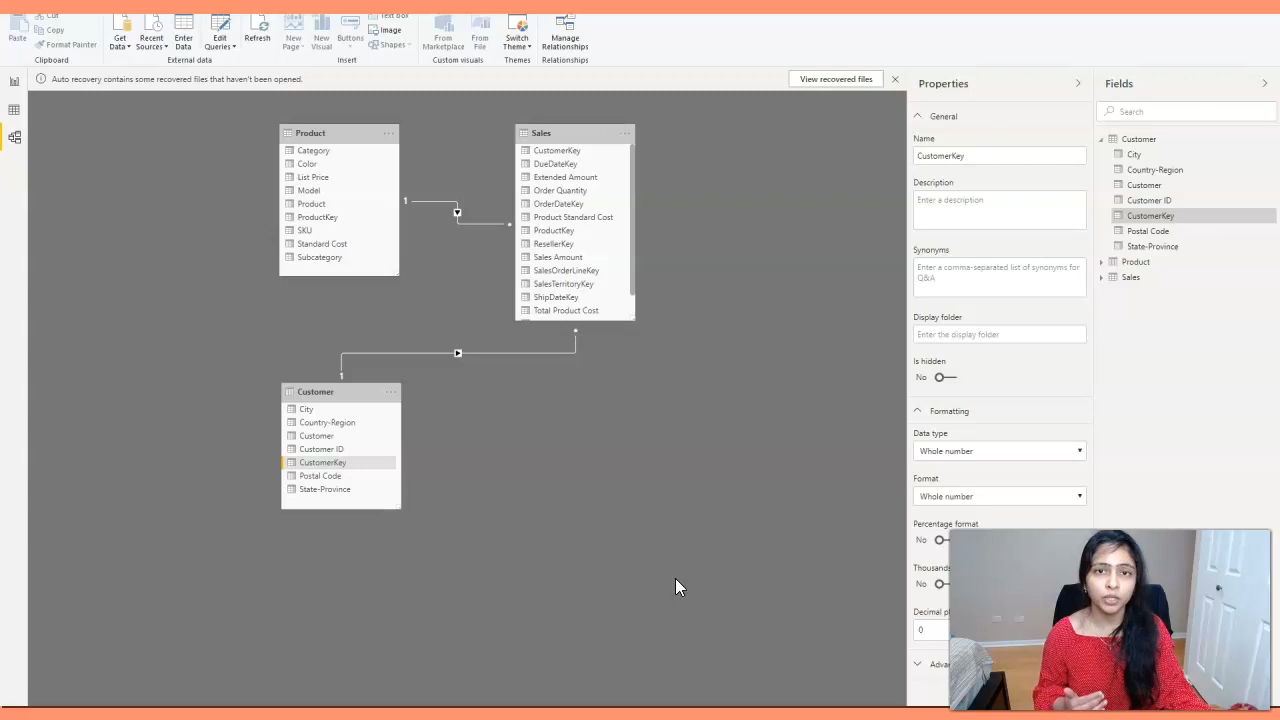 Cut
Copy
Paste
Format Painter
Clipboard
Get Data
Recent Sources
Enter Data
Edit Queries
External data
Refresh
New Page
New Visual
Buttons
Text box
Image
Shapes
Insert
From Marketplace
From File
Custom visuals
Switch Theme
Themes
Manage Relationships
Relationships
Auto recovery contains some recovered files that haven't been opened.
View recovered files
Product
Category
Color
List Price
Model
Product
ProductKey
SKU
Standard Cost
Subcategory
1
Sales
CustomerKey
DueDateKey
Extended Amount
Order Quantity
OrderDateKey
Product Standard Cost
ProductKey
ResellerKey
Sales Amount
SalesOrderLineKey
SalesTerritoryKey
ShipDateKey
Total Product Cost
*
*
1
Customer
City
Country-Region
Customer
Customer ID
CustomerKey
Postal Code
State-Province
Properties
General
Name
CustomerKey
Description
Enter a description
Synonyms
Enter a comma-separated list of synonyms for
Q&A
Display folder
Enter the display folder
Is hidden
No
Formatting
Data type
Whole number
Format
Whole number
Percentage format
No
Thousands
No
Decimal pl
0
Adva
Fields
Search
Customer
City
Country-Region
Customer
Customer ID
CustomerKey
Postal Code
State-Province
Product
Sales